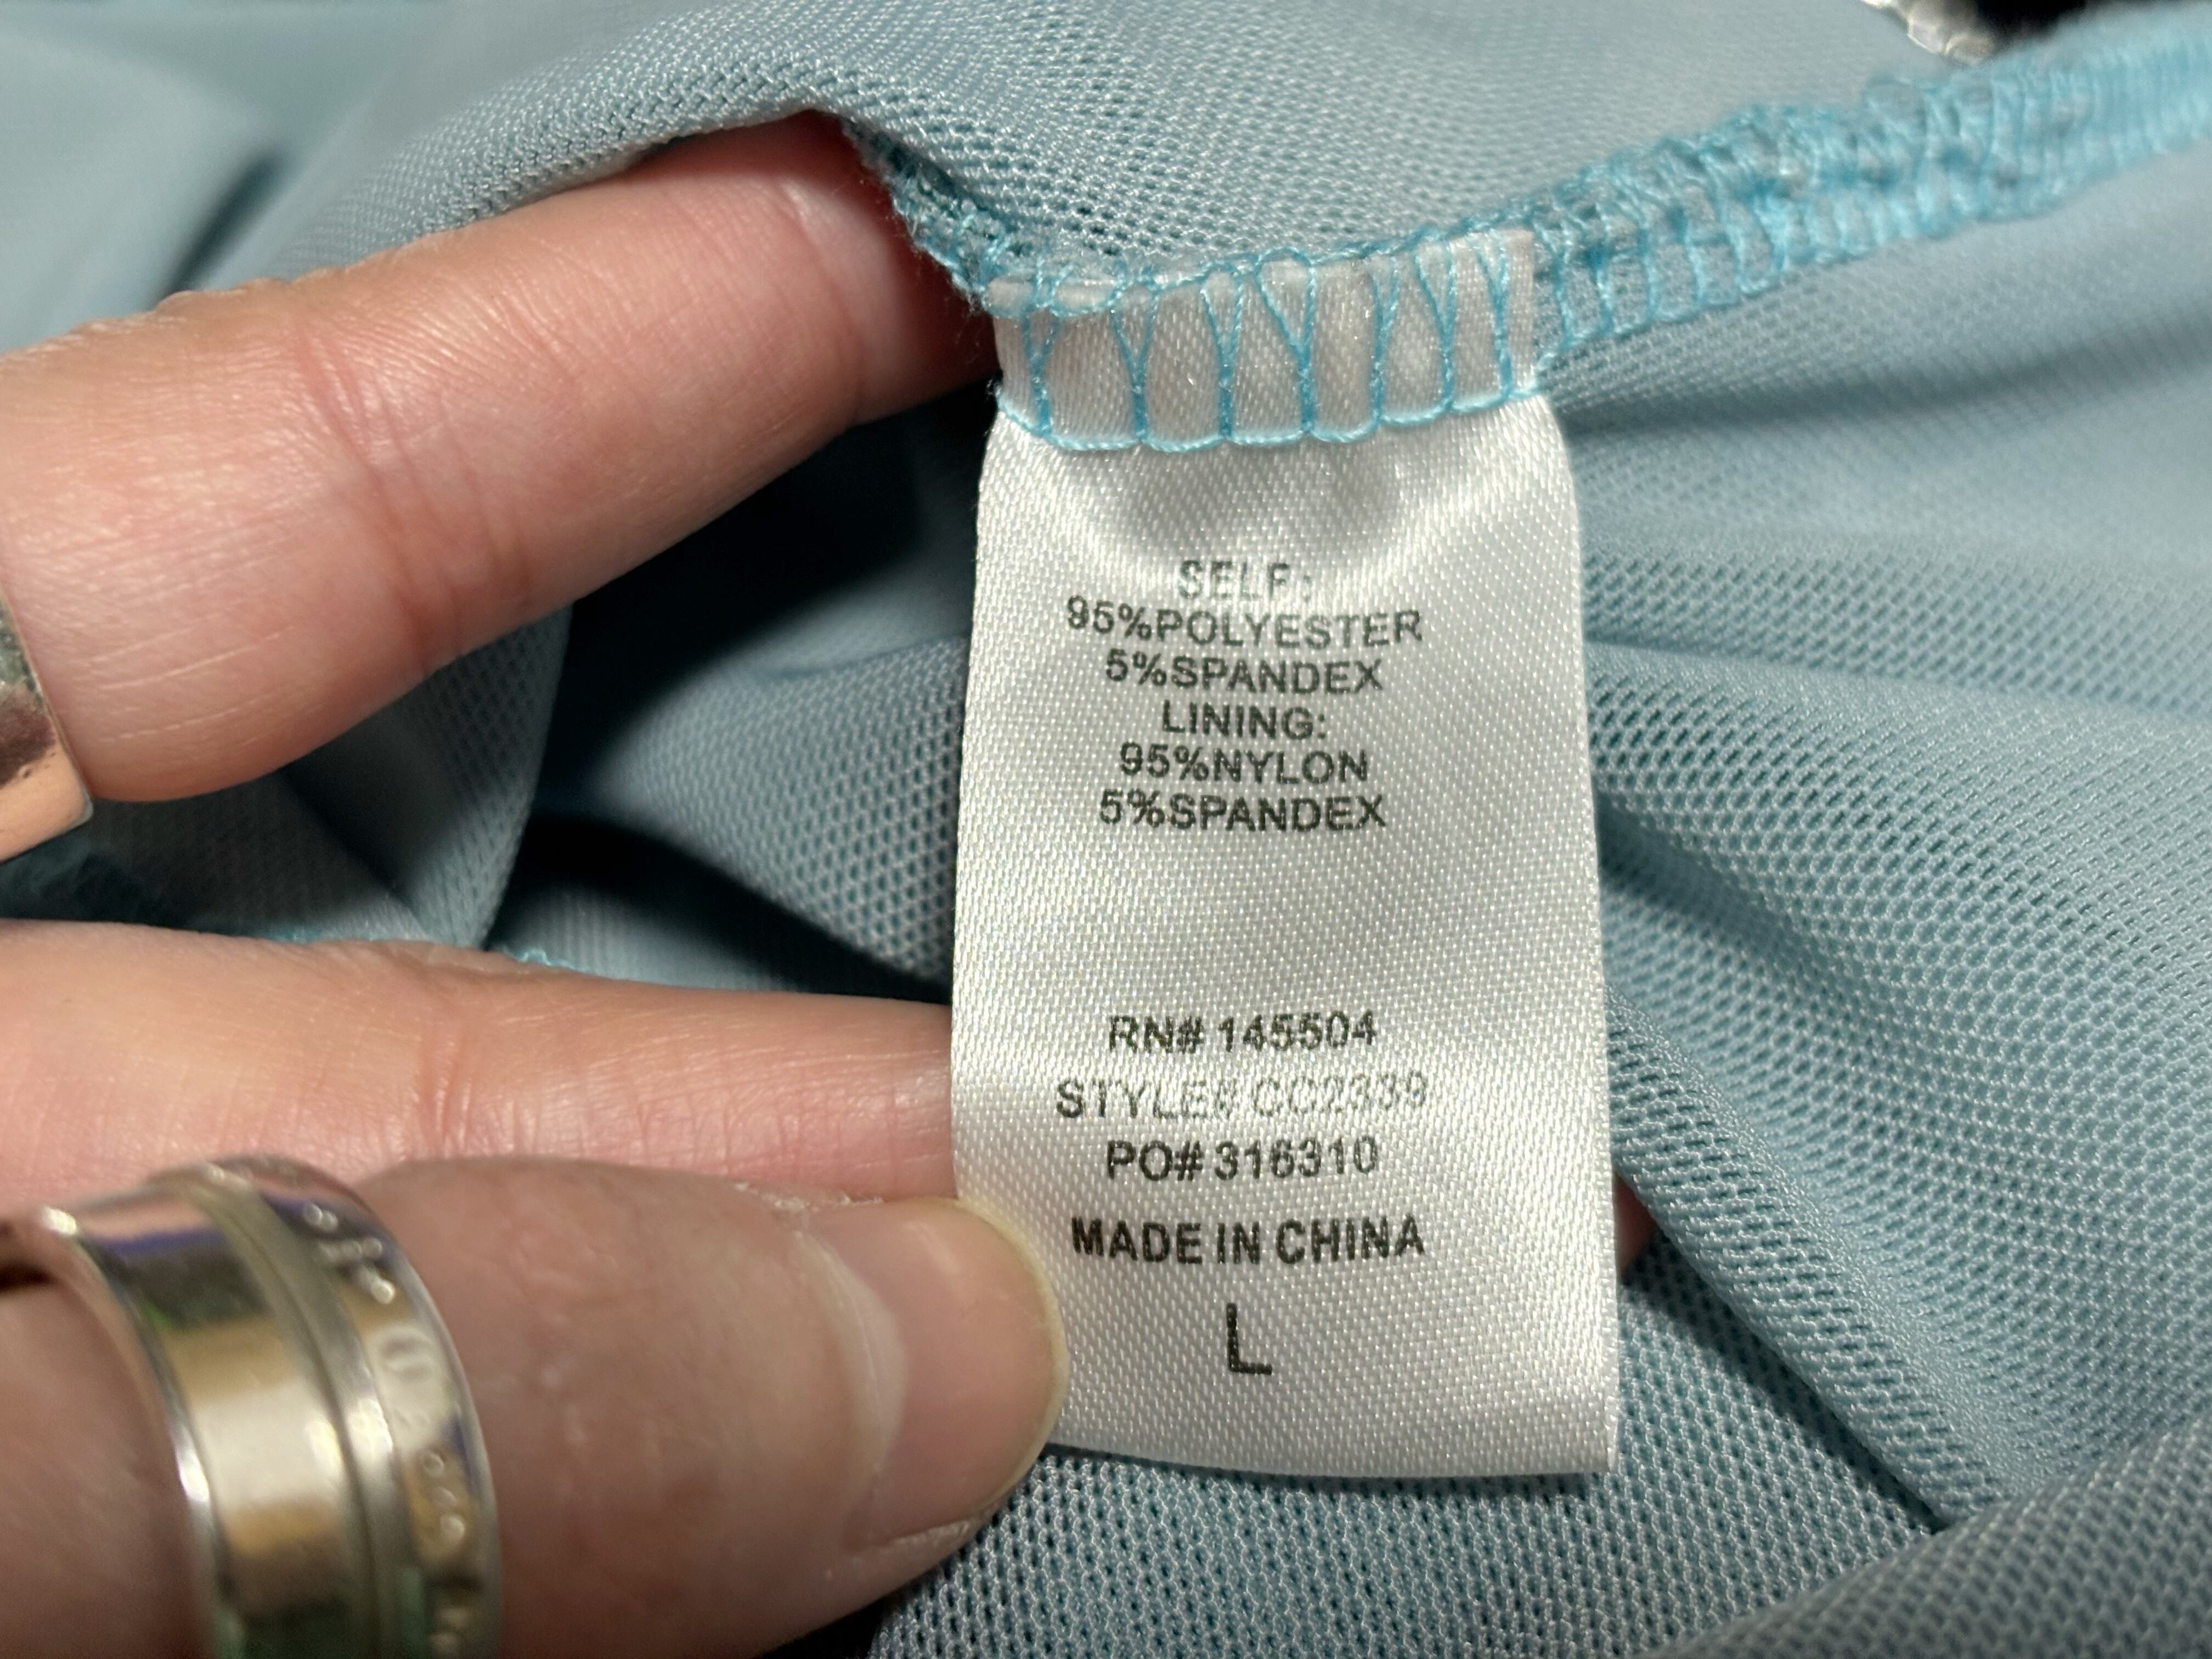 SELF:
95%POLYESTER
5%SPANDEX
LINING:
95%NYLON
5%SPANDEX
RN# 145504
STYLE# CC2339
PO# 316310
MADE IN CHINA
L